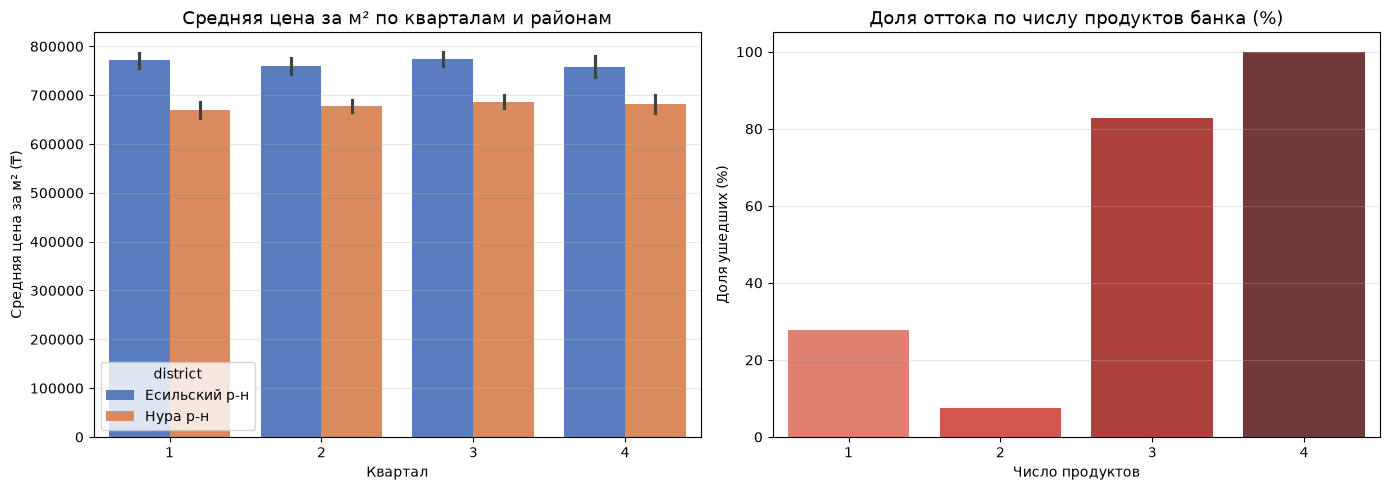 Средняя цена за м² по кварталам и районам
Средняя цена за м² (₸)
800000
700000
600000
500000
400000
300000
200000
100000
0
district
Есильский р-н
Нура р-н
1
2
3
4
Квартал
Доля оттока по числу продуктов банка (%)
Доля ушедших (%)
100
80
60
40
20
0
1
2
3
4
Число продуктов